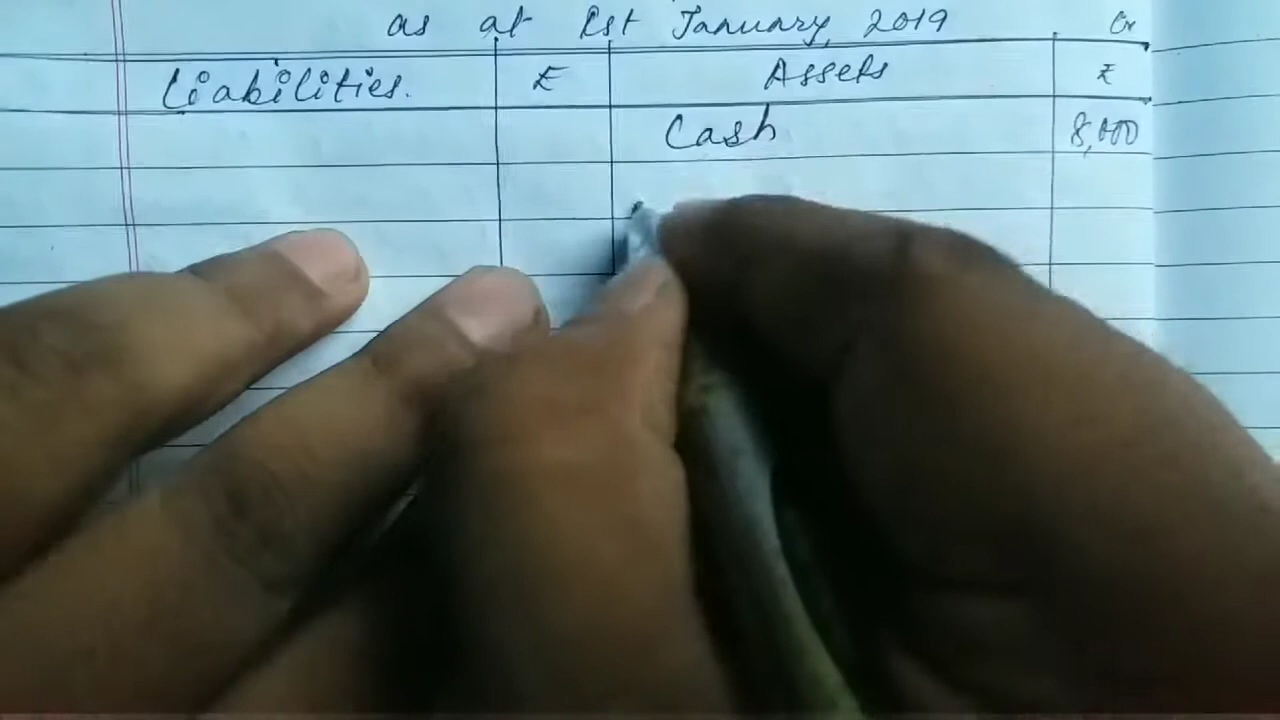 as at 1st January, 2019 Cr
Liabilities. ₹ Assets ₹
Cash 8,000